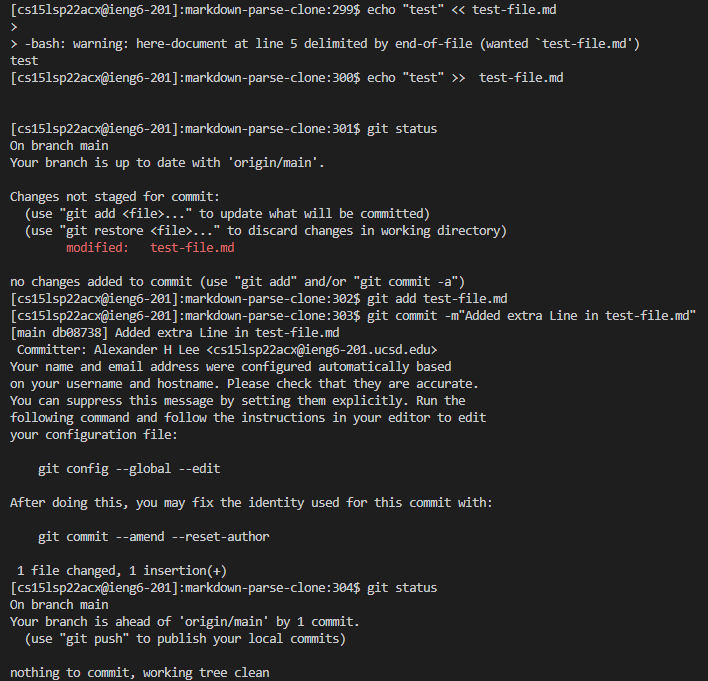 [cs15lsp22acx@ieng6-201]:markdown-parse-clone:299$ echo "test" << test-file.md
>
> -bash: warning: here-document at line 5 delimited by end-of-file (wanted `test-file.md')
test
[cs15lsp22acx@ieng6-201]:markdown-parse-clone:300$ echo "test" >>  test-file.md
[cs15lsp22acx@ieng6-201]:markdown-parse-clone:301$ git status
On branch main
Your branch is up to date with 'origin/main'.
Changes not staged for commit:
  (use "git add <file>..." to update what will be committed)
  (use "git restore <file>..." to discard changes in working directory)
        modified:   test-file.md
no changes added to commit (use "git add" and/or "git commit -a")
[cs15lsp22acx@ieng6-201]:markdown-parse-clone:302$ git add test-file.md
[cs15lsp22acx@ieng6-201]:markdown-parse-clone:303$ git commit -m"Added extra Line in test-file.md"
[main db08738] Added extra Line in test-file.md
 Committer: Alexander H Lee <cs15lsp22acx@ieng6-201.ucsd.edu>
Your name and email address were configured automatically based
on your username and hostname. Please check that they are accurate.
You can suppress this message by setting them explicitly. Run the
following command and follow the instructions in your editor to edit
your configuration file:
    git config --global --edit
After doing this, you may fix the identity used for this commit with:
    git commit --amend --reset-author
 1 file changed, 1 insertion(+)
[cs15lsp22acx@ieng6-201]:markdown-parse-clone:304$ git status
On branch main
Your branch is ahead of 'origin/main' by 1 commit.
  (use "git push" to publish your local commits)
nothing to commit, working tree clean